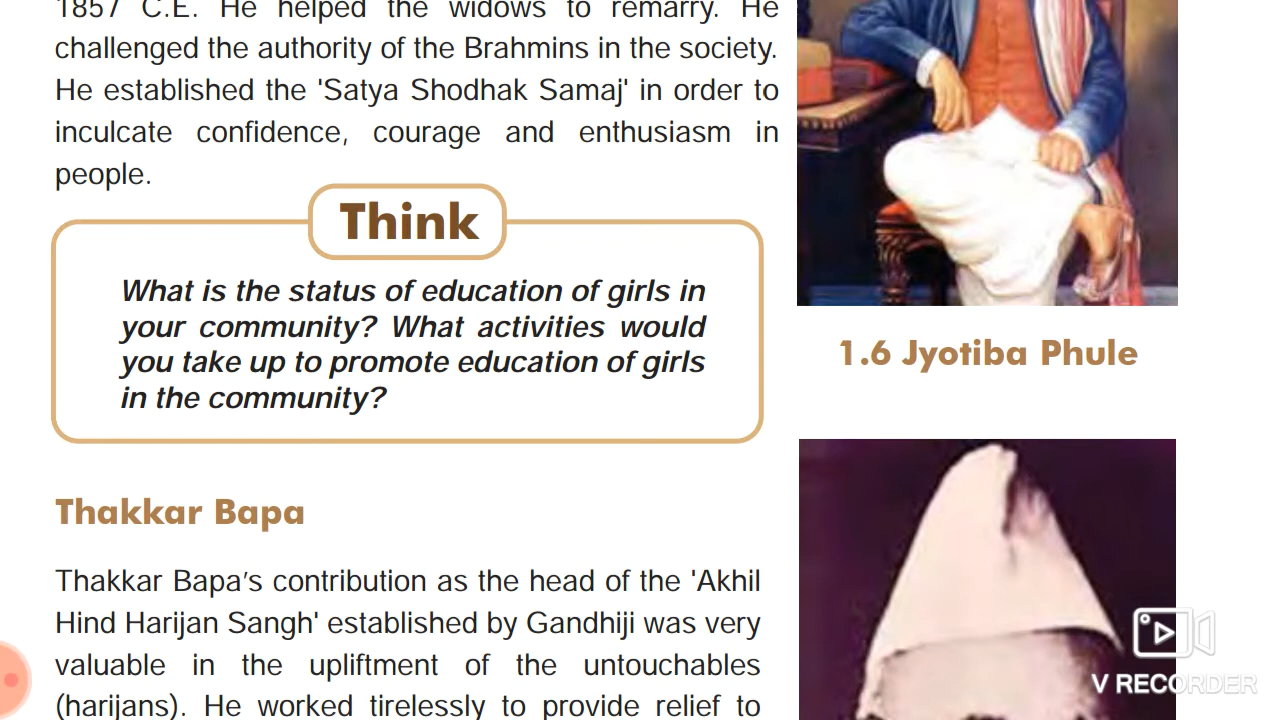 1857 C.E. He helped the widows to remarry. He
challenged the authority of the Brahmins in the society.
He established the 'Satya Shodhak Samaj' in order to
inculcate confidence, courage and enthusiasm in
people.
Think
What is the status of education of girls in
your community? What activities would
you take up to promote education of girls
in the community?
1.6 Jyotiba Phule
Thakkar Bapa
Thakkar Bapa's contribution as the head of the 'Akhil
Hind Harijan Sangh' established by Gandhiji was very
valuable in the upliftment of the untouchables
(harijans). He worked tirelessly to provide relief to
V RECORDER